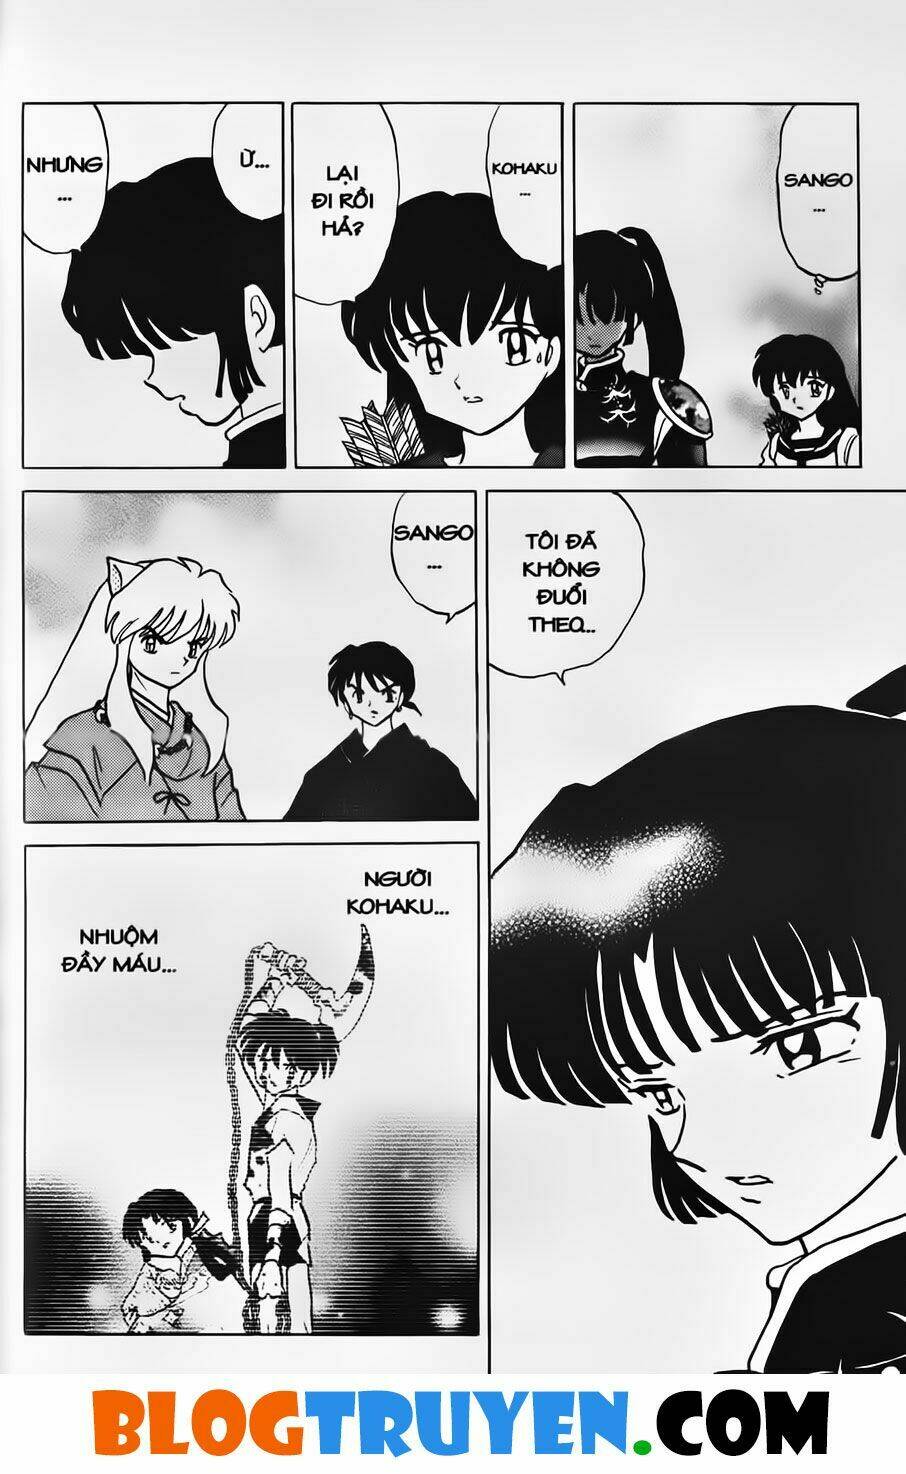 SANGO
...
KOHAKU
...
LẠI
ĐI RỒI
HẢ?
Ừ...
NHƯNG
...
TÔI ĐÃ
KHÔNG
ĐUỔI
THEO...
SANGO
...
NGƯỜI
KOHAKU...
NHUỘM
ĐẦY MÁU...
BLOGTRUYEN.COM